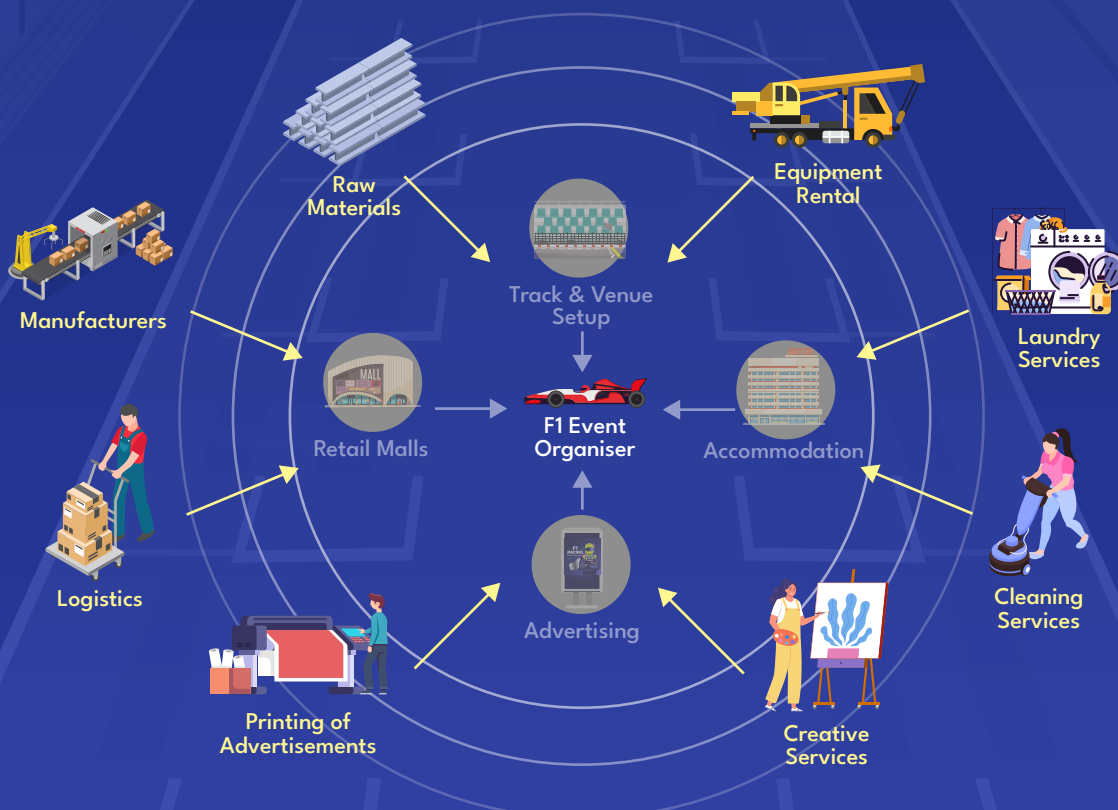 Raw
Materials
Equipment
Rental
Manufacturers
Track & Venue
Setup
Laundry
Services
MALL
Retail Malls
F1 Event
Organiser
Accommodation
Logistics
Advertising
Cleaning
Services
Printing of
Advertisements
Creative
Services